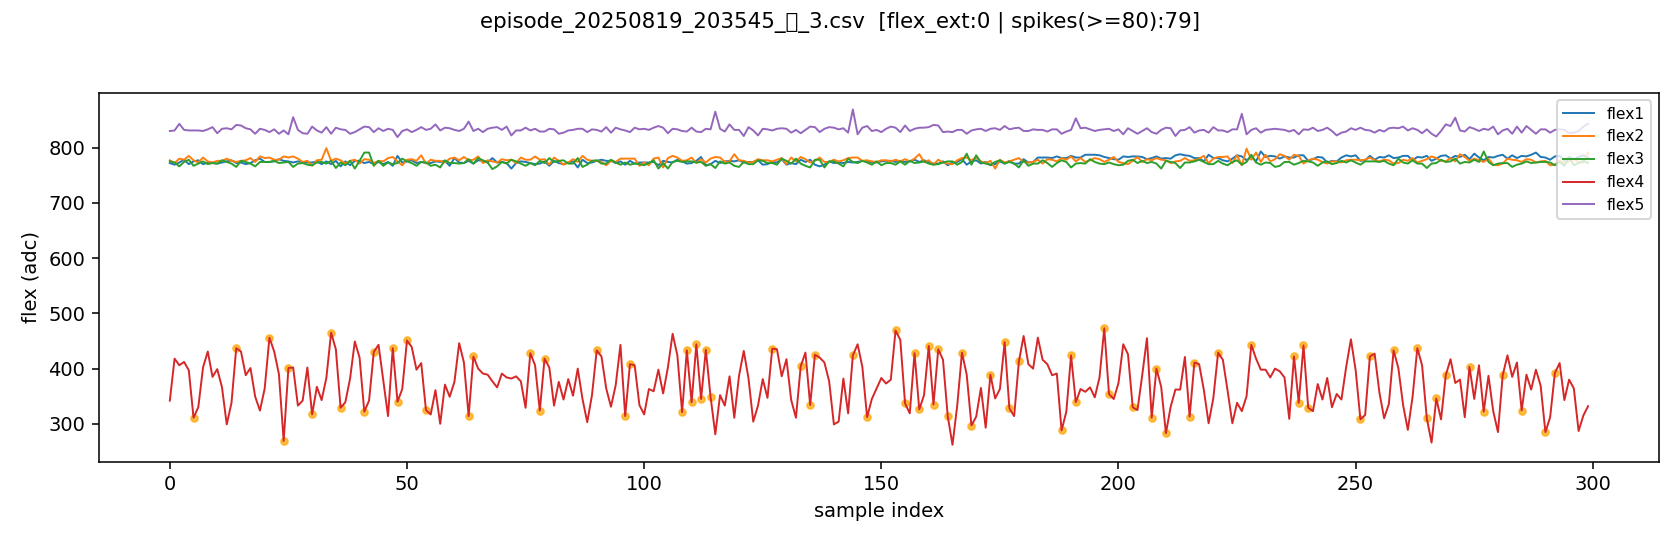 episode_20250819_203545_▯_3.csv [flex_ext:0 | spikes(>=80):79]
flex1
flex2
flex3
flex4
flex5
800
700
600
500
400
300
flex (adc)
0 50 100 150 200 250 300
sample index